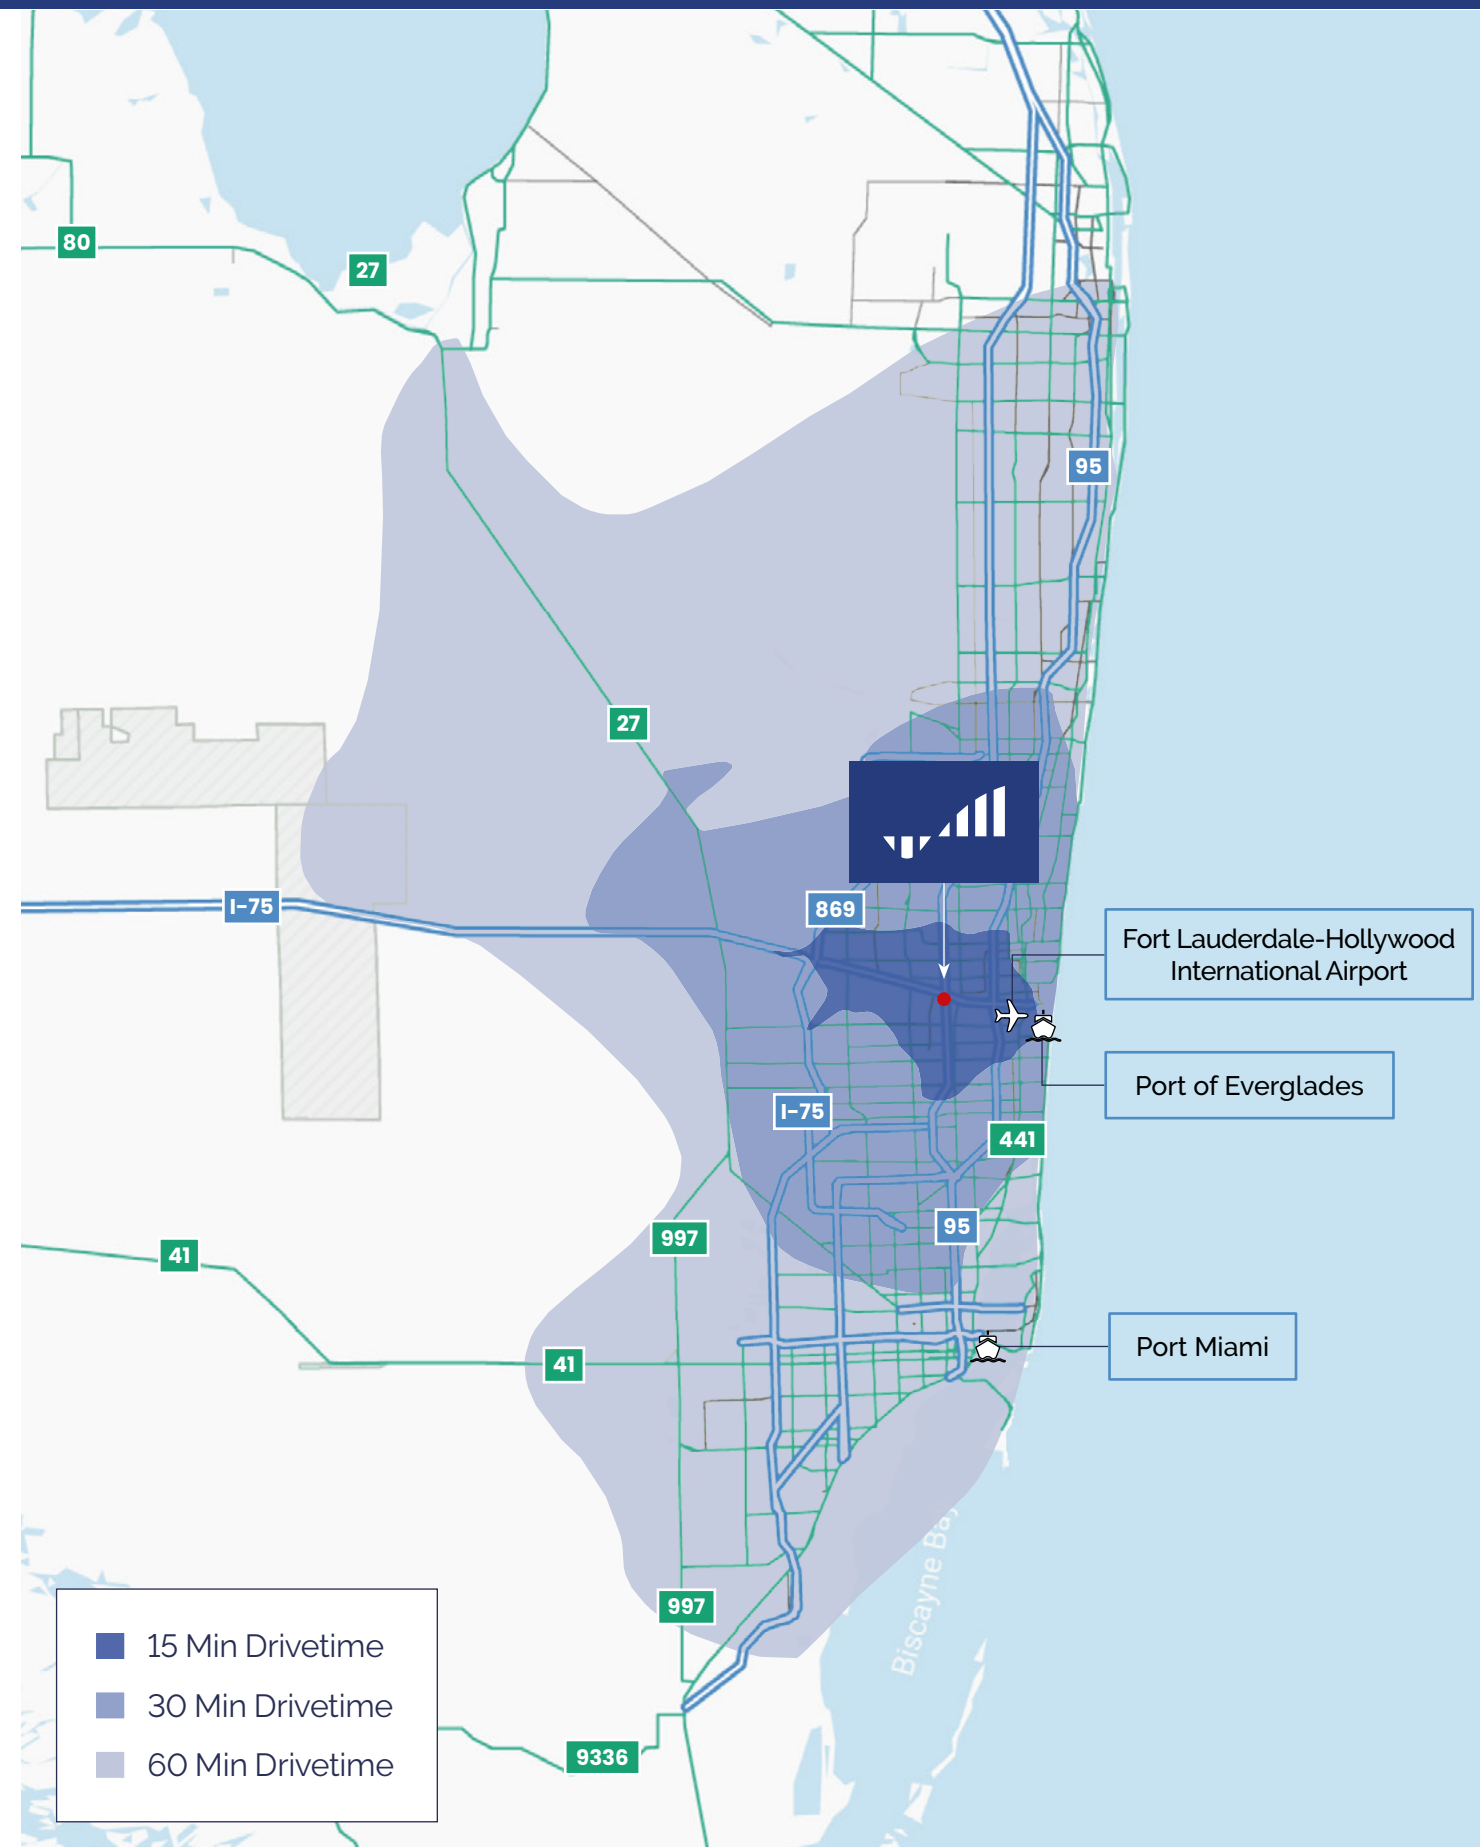 80
27
95
27
I-75
869
Fort Lauderdale-Hollywood
International Airport
Port of Everglades
I-75
441
95
997
41
Port Miami
41
Biscayne Bay
997
15 Min Drivetime
30 Min Drivetime
60 Min Drivetime
9336